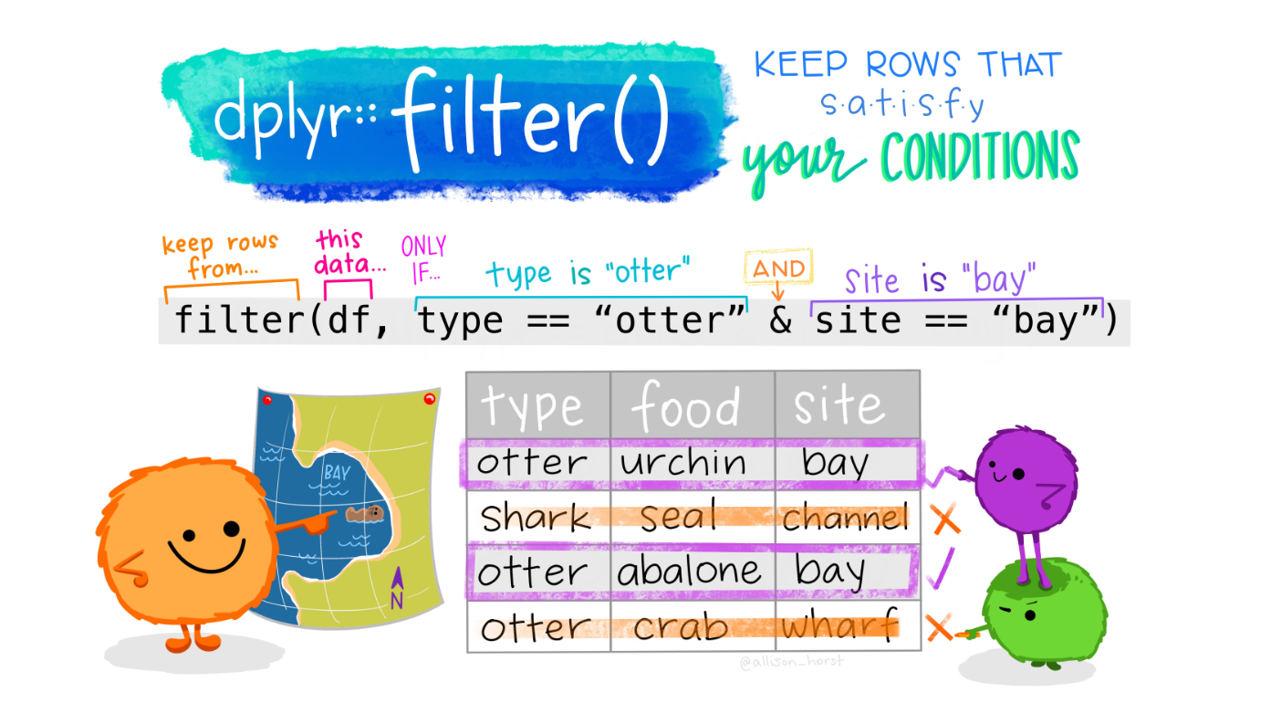 dplyr::filter()
KEEP ROWS THAT
s·a·t·i·s·f·y
your CONDITIONS
keep rows
from...
this
data...
ONLY
IF...
type is "otter"
AND
site is "bay"
filter(df, type == “otter” & site == “bay”)
BAY
N
type food site
otter urchin bay
Shark seal channel
otter abalone bay
otter crab wharf
@allison_horst